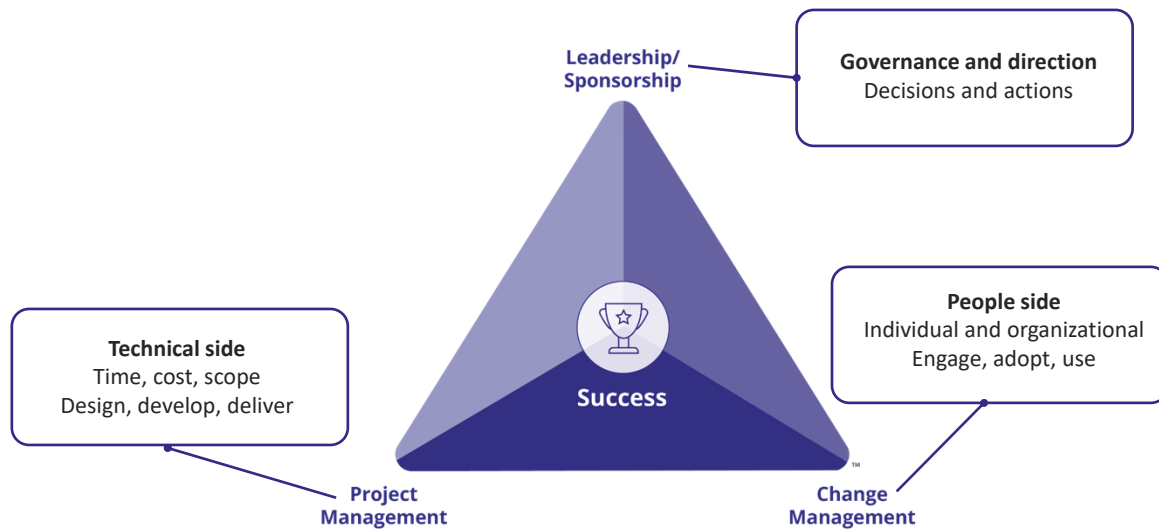 Leadership/
Sponsorship
Governance and direction
Decisions and actions
Technical side
Time, cost, scope
Design, develop, deliver
Success
People side
Individual and organizational
Engage, adopt, use
Project
Management
Change
Management
™